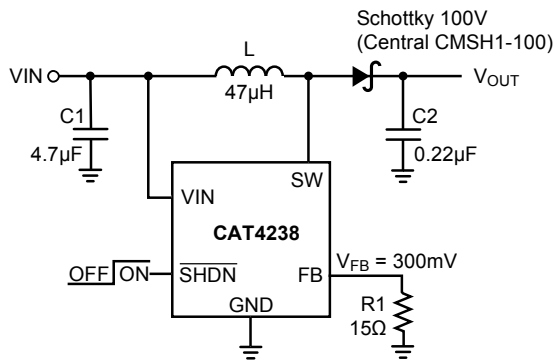 Schottky 100V
(Central CMSH1-100)
L
VIN
VOUT
47µH
C1
4.7µF
C2
0.22µF
SW
VIN
CAT4238
OFF ON
SHDN
FB
VFB = 300mV
GND
R1
15Ω